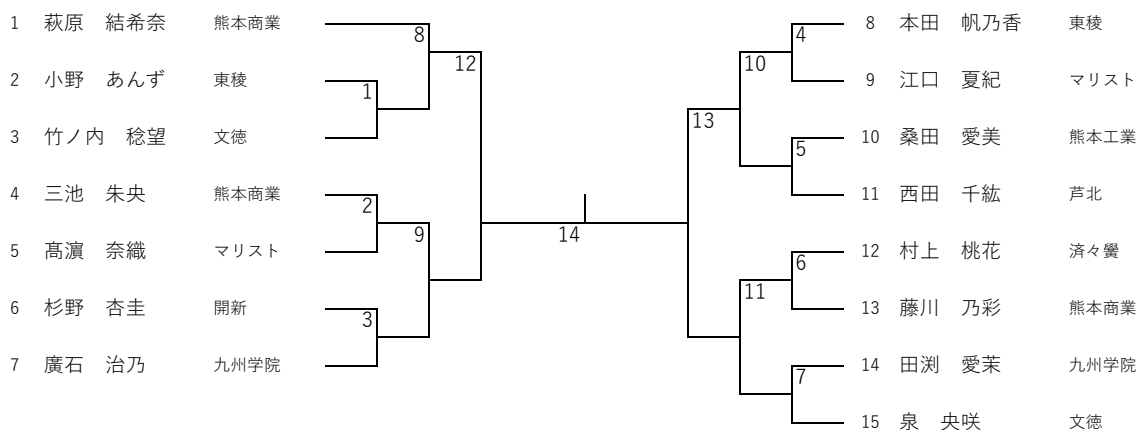 1 萩原 結希奈 熊本商業
2 小野 あんず 東稜
3 竹ノ内 稔望 文徳
4 三池 朱央 熊本商業
5 髙濵 奈織 マリスト
6 杉野 杏圭 開新
7 廣石 治乃 九州学院
8
12
1
2
9
3
14
8 本田 帆乃香 東稜
9 江口 夏紀 マリスト
10 桑田 愛美 熊本工業
11 西田 千紘 芦北
12 村上 桃花 済々黌
13 藤川 乃彩 熊本商業
14 田渕 愛茉 九州学院
15 泉 央咲 文徳
4
10
13
5
6
11
7